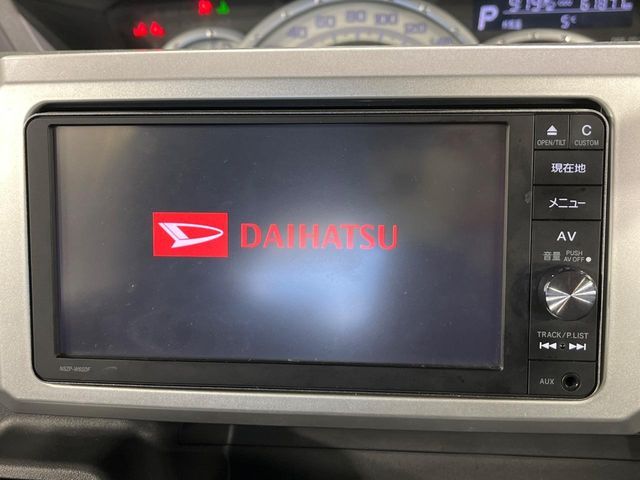 P
5°C
OPEN/TILT
C
CUSTOM
現在地
メニュー
DAIHATSU
AV
音量 PUSH
AV OFF
TRACK/P.LIST
AUX